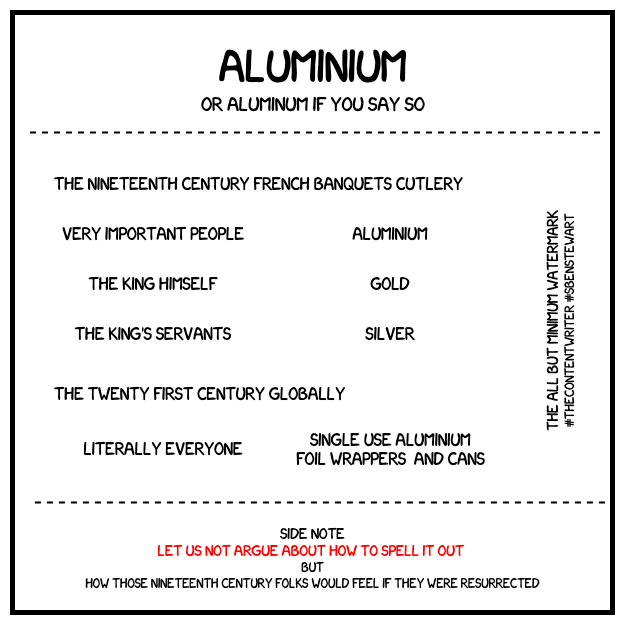 ALUMINIUM
OR ALUMINUM IF YOU SAY SO
THE NINETEENTH CENTURY FRENCH BANQUETS CUTLERY
VERY IMPORTANT PEOPLE ALUMINIUM
THE KING HIMSELF GOLD
THE KING'S SERVANTS SILVER
THE TWENTY FIRST CENTURY GLOBALLY
LITERALLY EVERYONE
SINGLE USE ALUMINIUM
FOIL WRAPPERS AND CANS
THE ALL BUT MINIMUM WATERMARK
#THECONTENTWRITER #SBENSTEWART
SIDE NOTE
LET US NOT ARGUE ABOUT HOW TO SPELL IT OUT
BUT
HOW THOSE NINETEENTH CENTURY FOLKS WOULD FEEL IF THEY WERE RESURRECTED